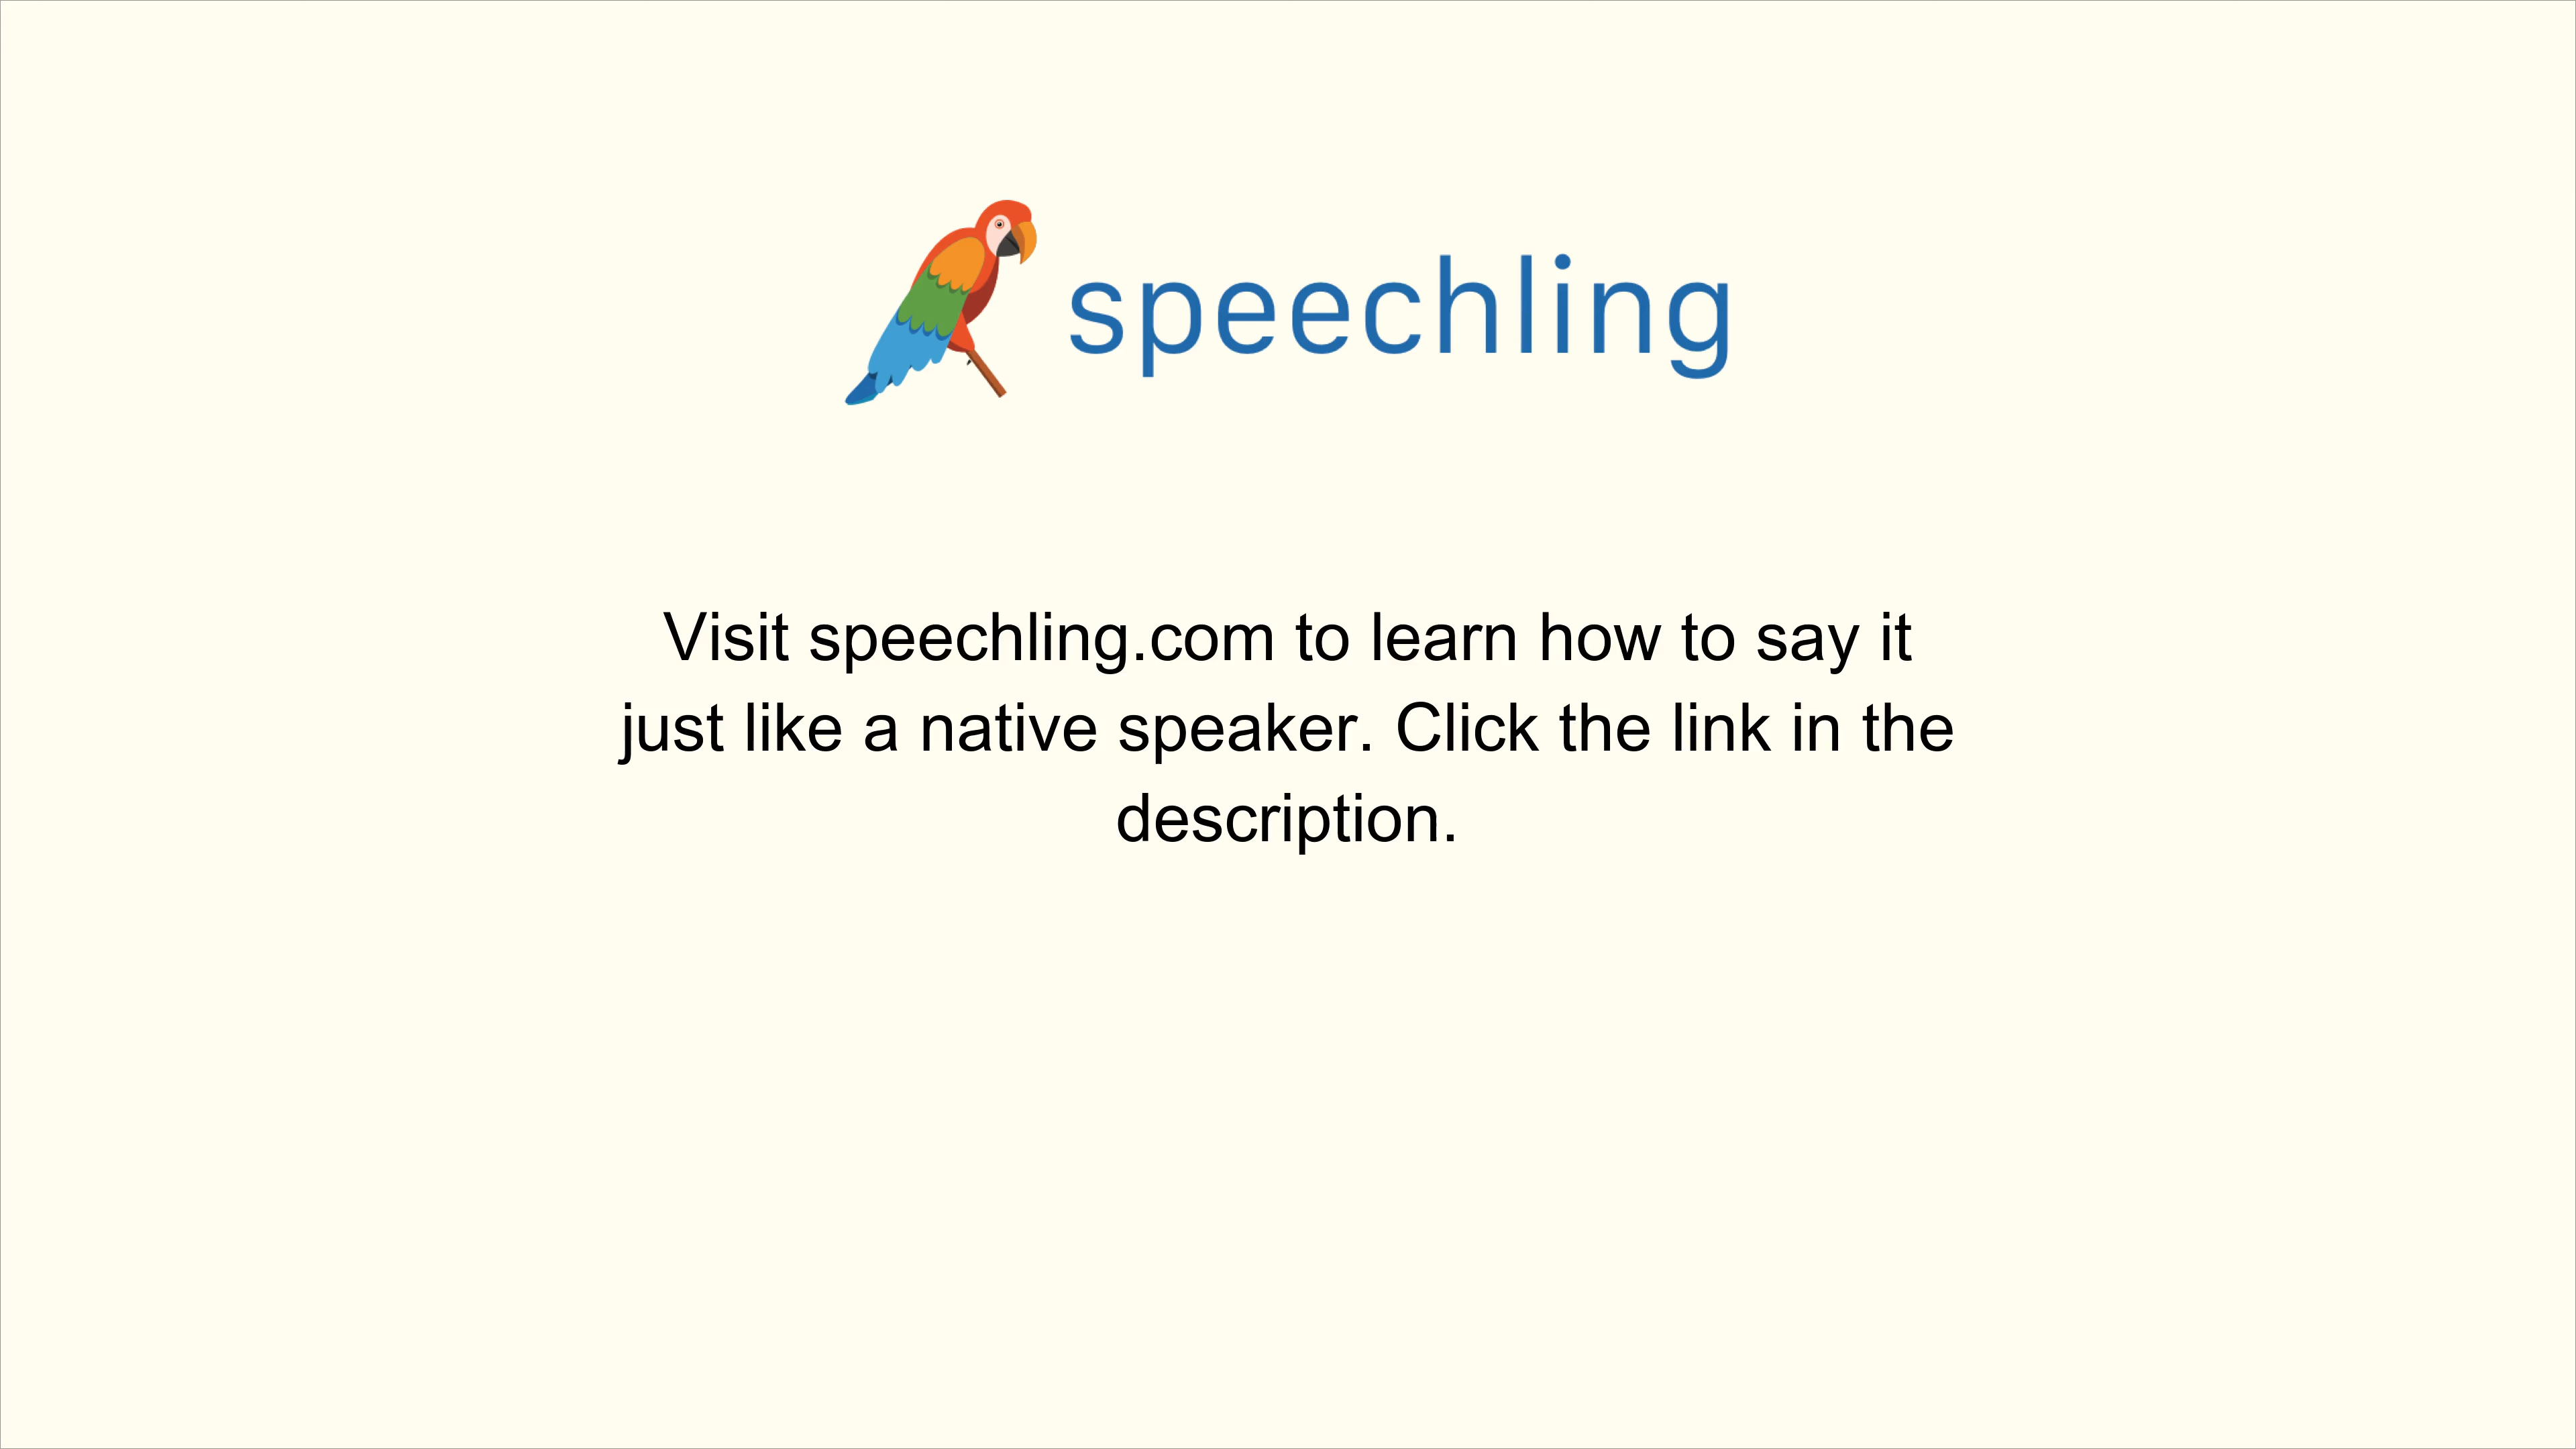 speechling
Visit speechling.com to learn how to say it
just like a native speaker. Click the link in the
description.